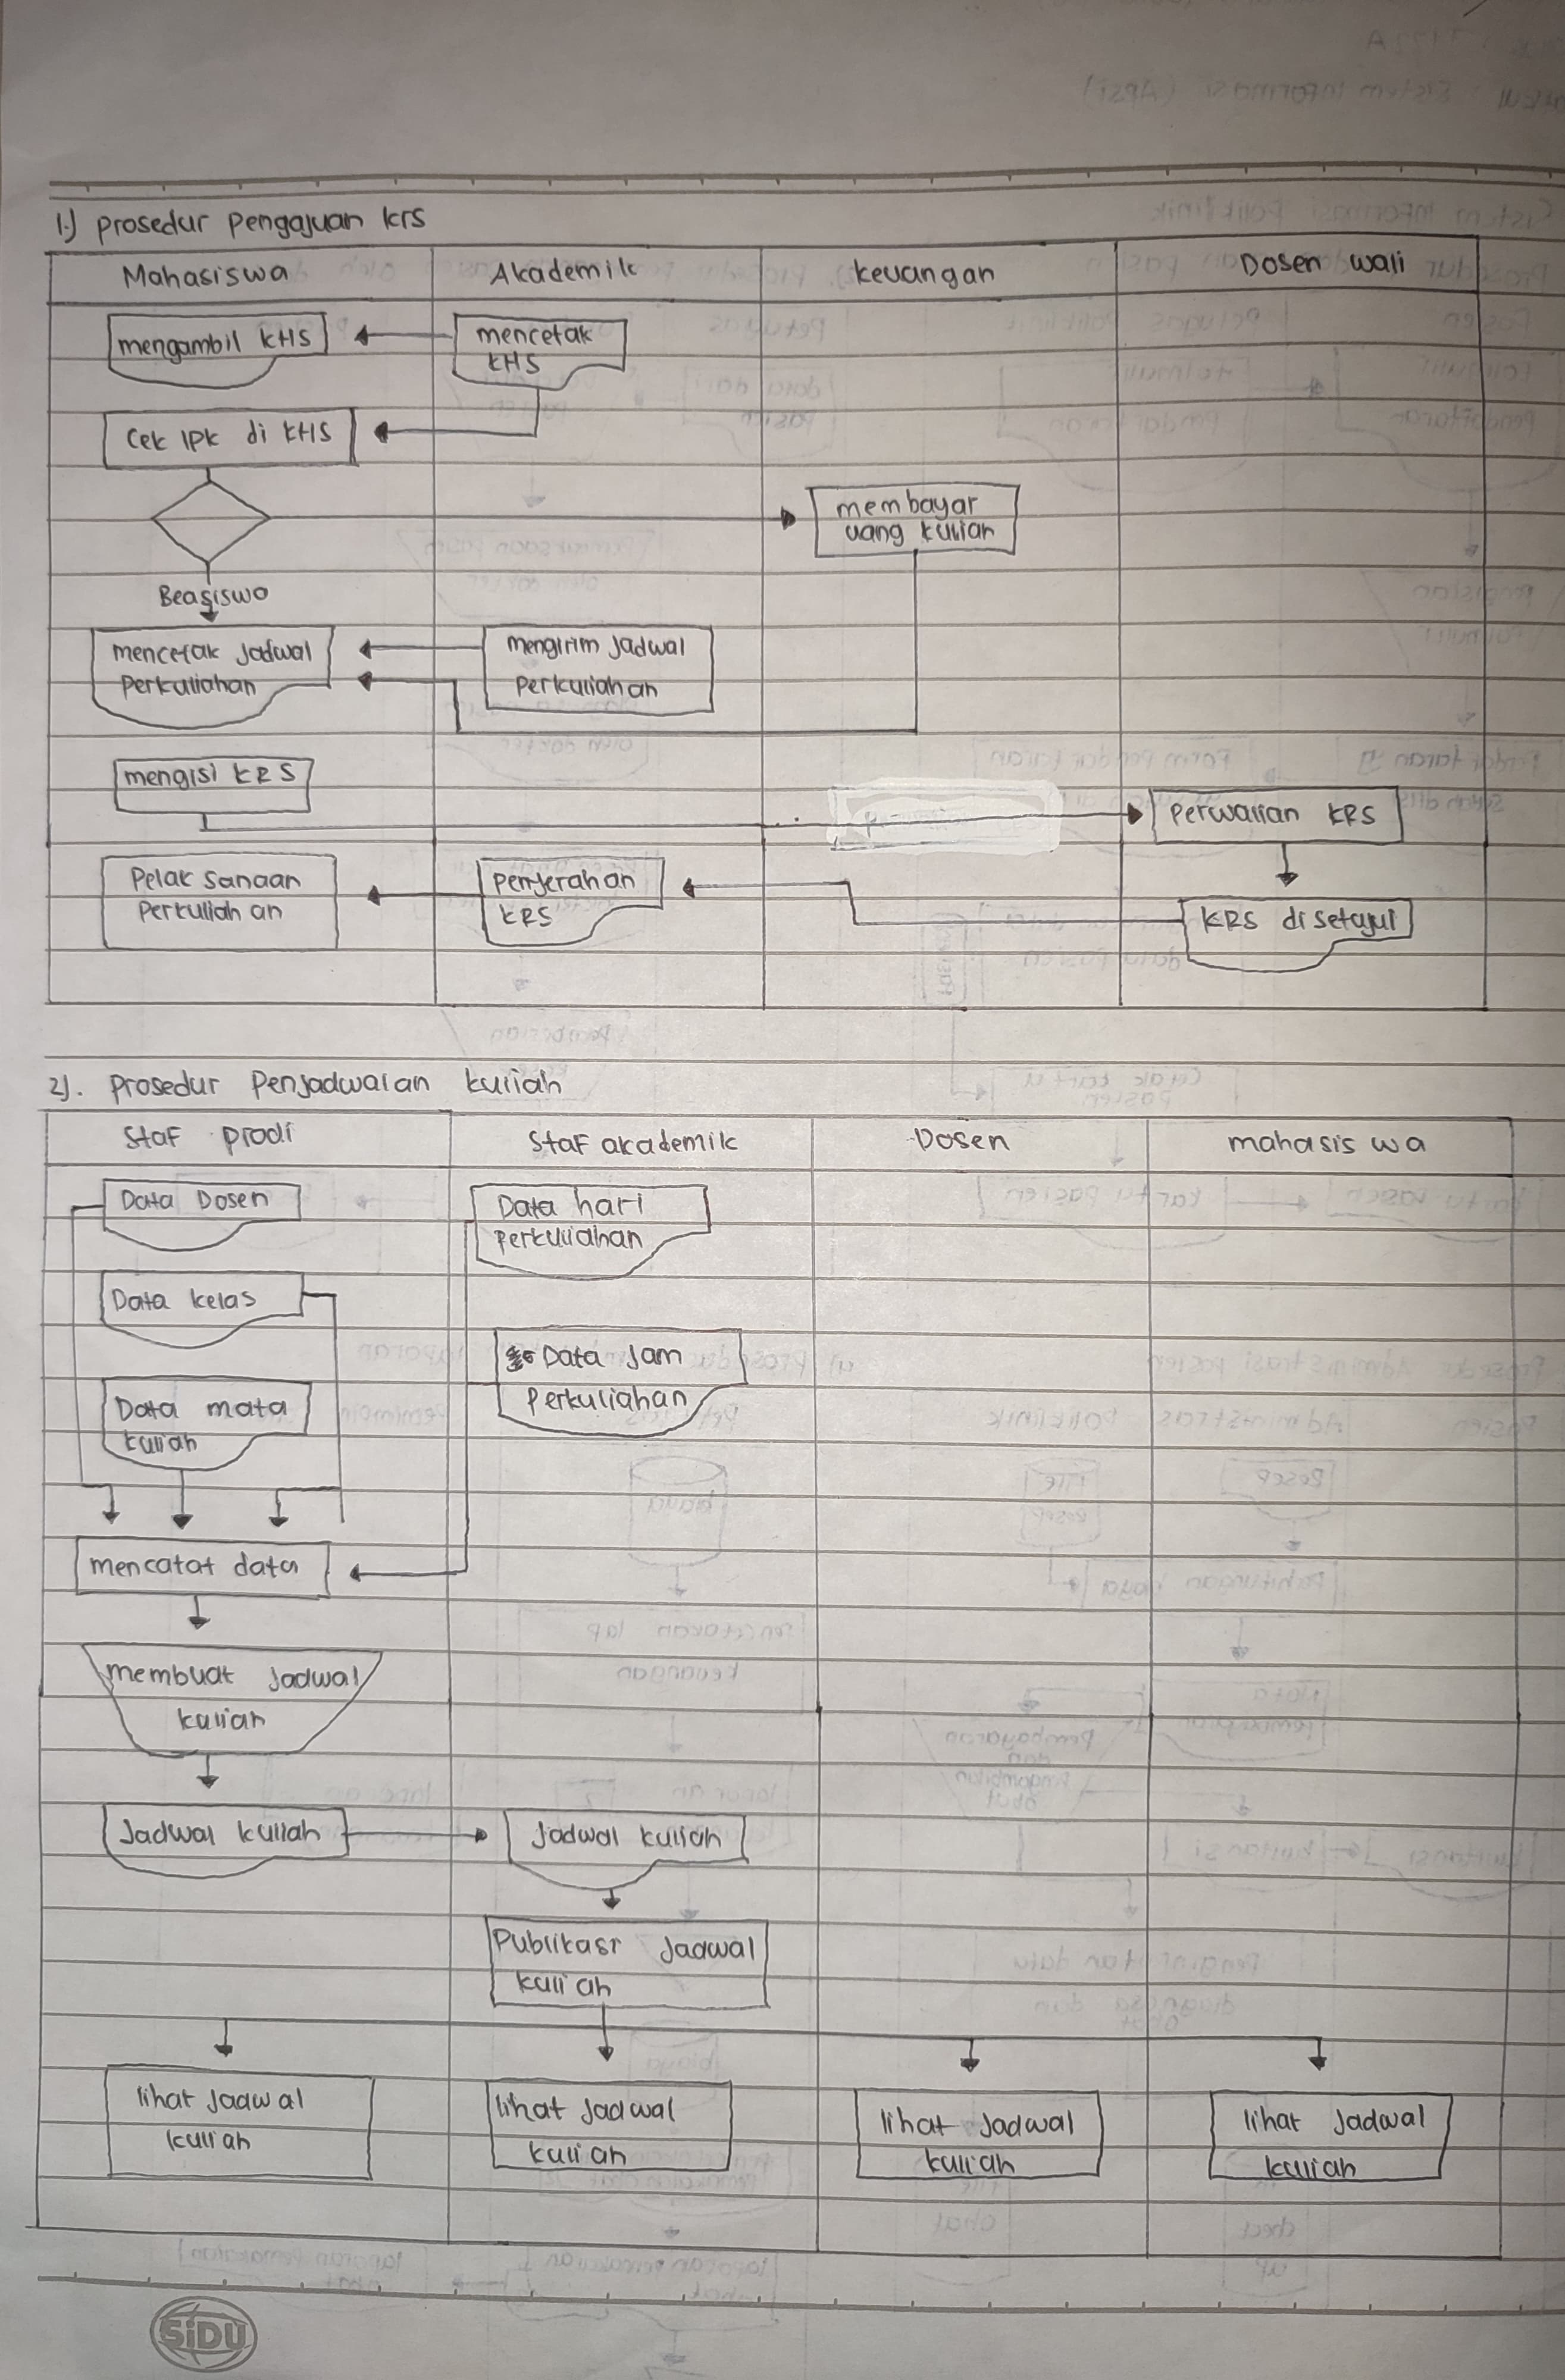 1.) Prosedur Pengajuan krs
Mahasiswa
Akademik
keuangan
Dosen wali
mengambil KHS
mencetak
KHS
Cek IPK di KHS
membayar
uang kuliah
Beasiswa
mencetak Jadwal
Perkuliahan
mengirim Jadwal
Perkuliahan
mengisi KRS
Perwalian KRS
Pelaksanaan
Perkuliahan
Penyerahan
KRS
KRS disetujui
2). Prosedur Penjadwalan kuliah
Staf prodi
Staf akademik
Dosen
mahasiswa
Data Dosen
Data hari
Perkuliahan
Data kelas
Data Jam
Perkuliahan
Data mata
kuliah
mencatat data
membuat Jadwal
kuliah
Jadwal kuliah
Jadwal kuliah
Publikasi Jadwal
kuliah
lihat Jadwal
kuliah
lihat Jadwal
kuliah
lihat Jadwal
kuliah
lihat Jadwal
kuliah
SiDU